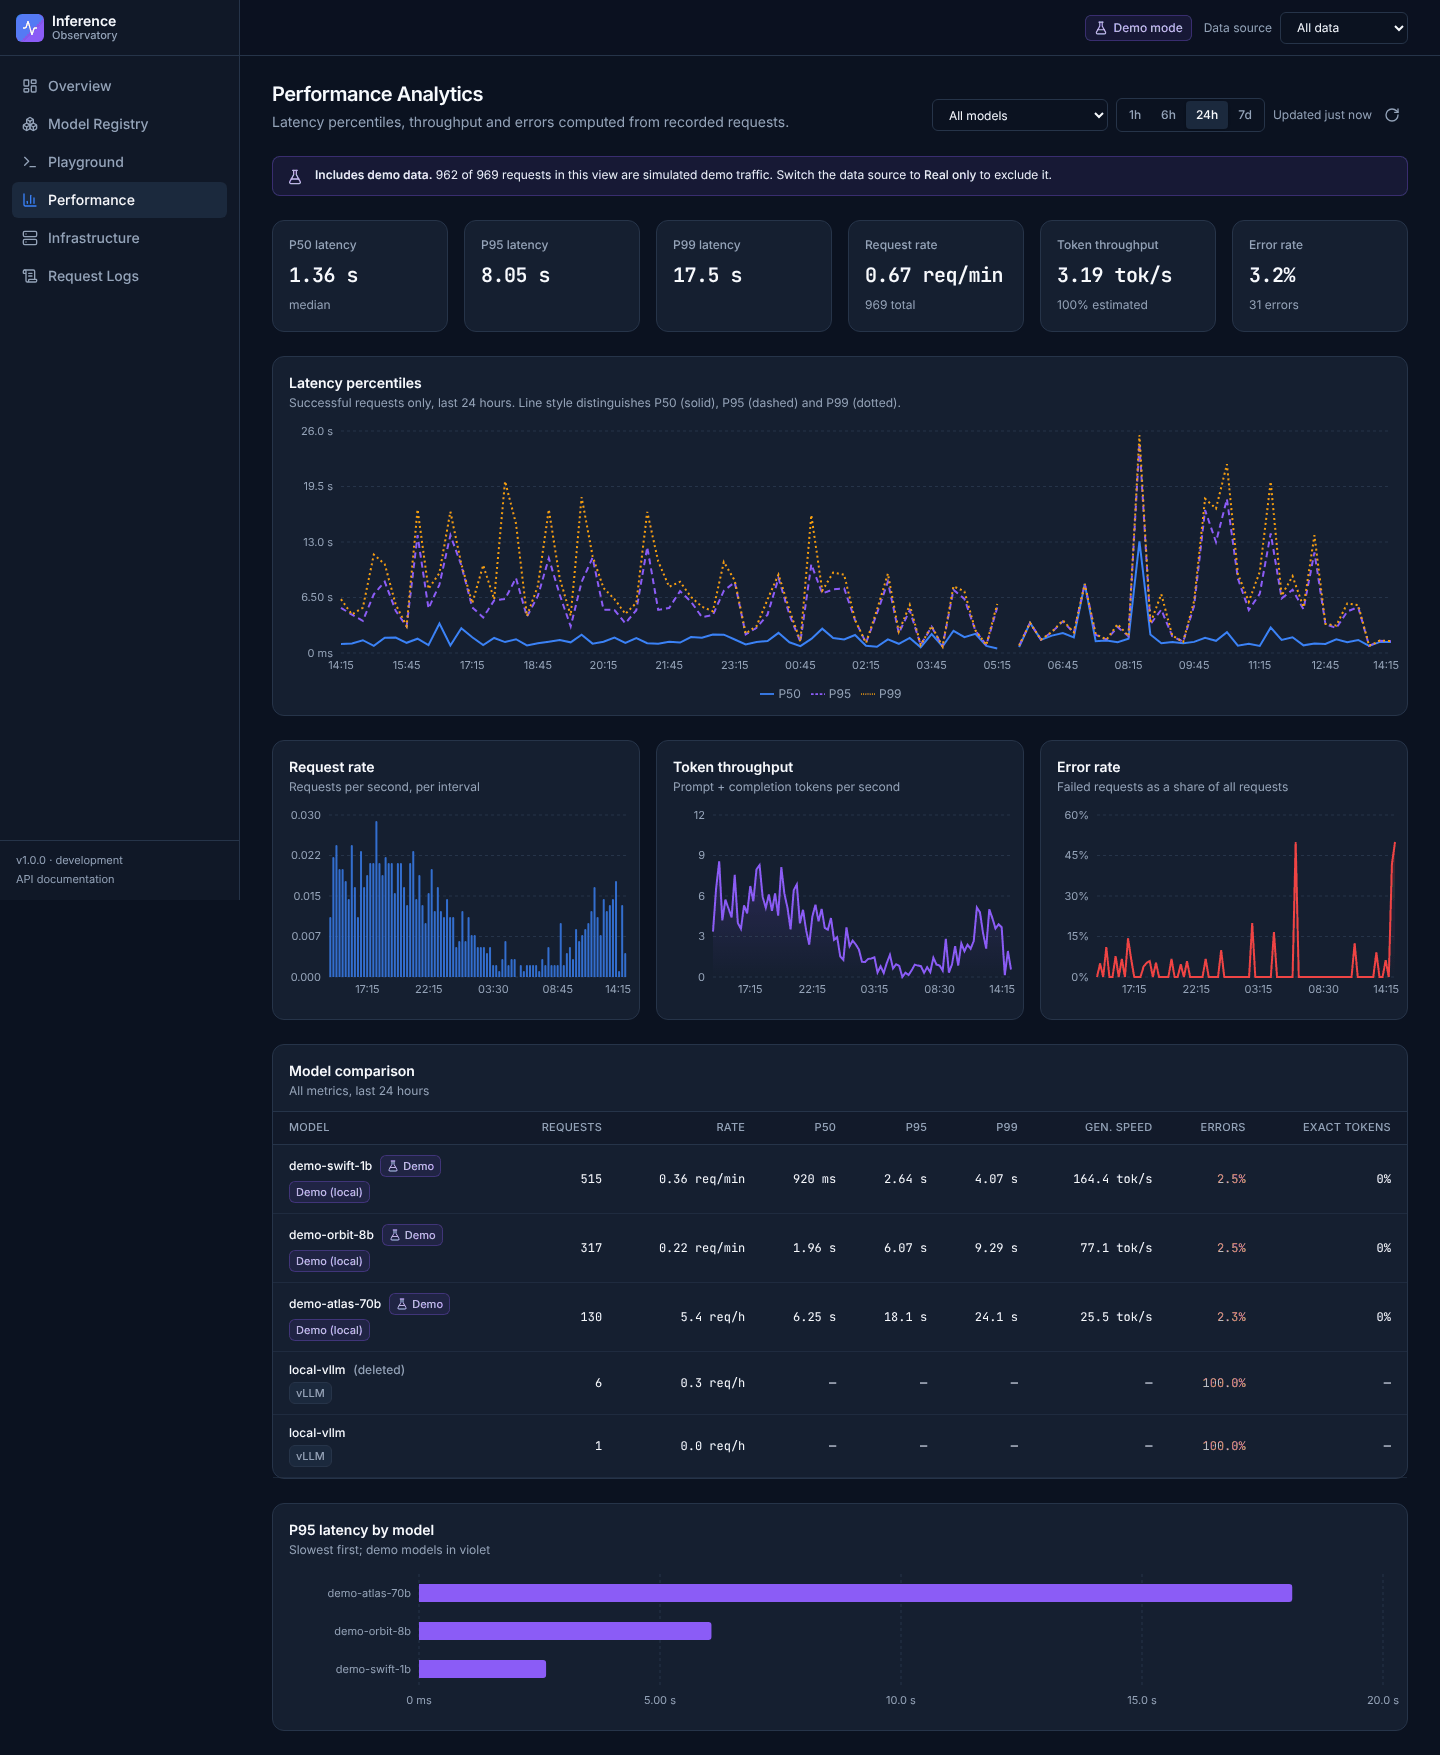 Inference
Observatory
Demo mode
Data source
All data
Overview
Model Registry
Playground
Performance
Infrastructure
Request Logs
v1.0.0 · development
API documentation
Performance Analytics
Latency percentiles, throughput and errors computed from recorded requests.
All models
1h 6h 24h 7d
Updated just now
Includes demo data. 962 of 969 requests in this view are simulated demo traffic. Switch the data source to Real only to exclude it.
P50 latency
1.36 s
median
P95 latency
8.05 s
P99 latency
17.5 s
Request rate
0.67 req/min
969 total
Token throughput
3.19 tok/s
100% estimated
Error rate
3.2%
31 errors
Latency percentiles
Successful requests only, last 24 hours. Line style distinguishes P50 (solid), P95 (dashed) and P99 (dotted).
26.0 s
19.5 s
13.0 s
6.50 s
0 ms
14:15 15:45 17:15 18:45 20:15 21:45 23:15 00:45 02:15 03:45 05:15 06:45 08:15 09:45 11:15 12:45 14:15
P50 P95 P99
Request rate
Requests per second, per interval
0.030
0.022
0.015
0.007
0.000
17:15 22:15 03:30 08:45 14:15
Token throughput
Prompt + completion tokens per second
12
9
6
3
0
17:15 22:15 03:15 08:30 14:15
Error rate
Failed requests as a share of all requests
60%
45%
30%
15%
0%
17:15 22:15 03:15 08:30 14:15
Model comparison
All metrics, last 24 hours
MODEL REQUESTS RATE P50 P95 P99 GEN. SPEED ERRORS EXACT TOKENS
demo-swift-1b Demo
Demo (local)
515 0.36 req/min 920 ms 2.64 s 4.07 s 164.4 tok/s 2.5% 0%
demo-orbit-8b Demo
Demo (local)
317 0.22 req/min 1.96 s 6.07 s 9.29 s 77.1 tok/s 2.5% 0%
demo-atlas-70b Demo
Demo (local)
130 5.4 req/h 6.25 s 18.1 s 24.1 s 25.5 tok/s 2.3% 0%
local-vllm (deleted)
vLLM
6 0.3 req/h — — — — 100.0% —
local-vllm
vLLM
1 0.0 req/h — — — — 100.0% —
P95 latency by model
Slowest first; demo models in violet
demo-atlas-70b
demo-orbit-8b
demo-swift-1b
0 ms 5.00 s 10.0 s 15.0 s 20.0 s